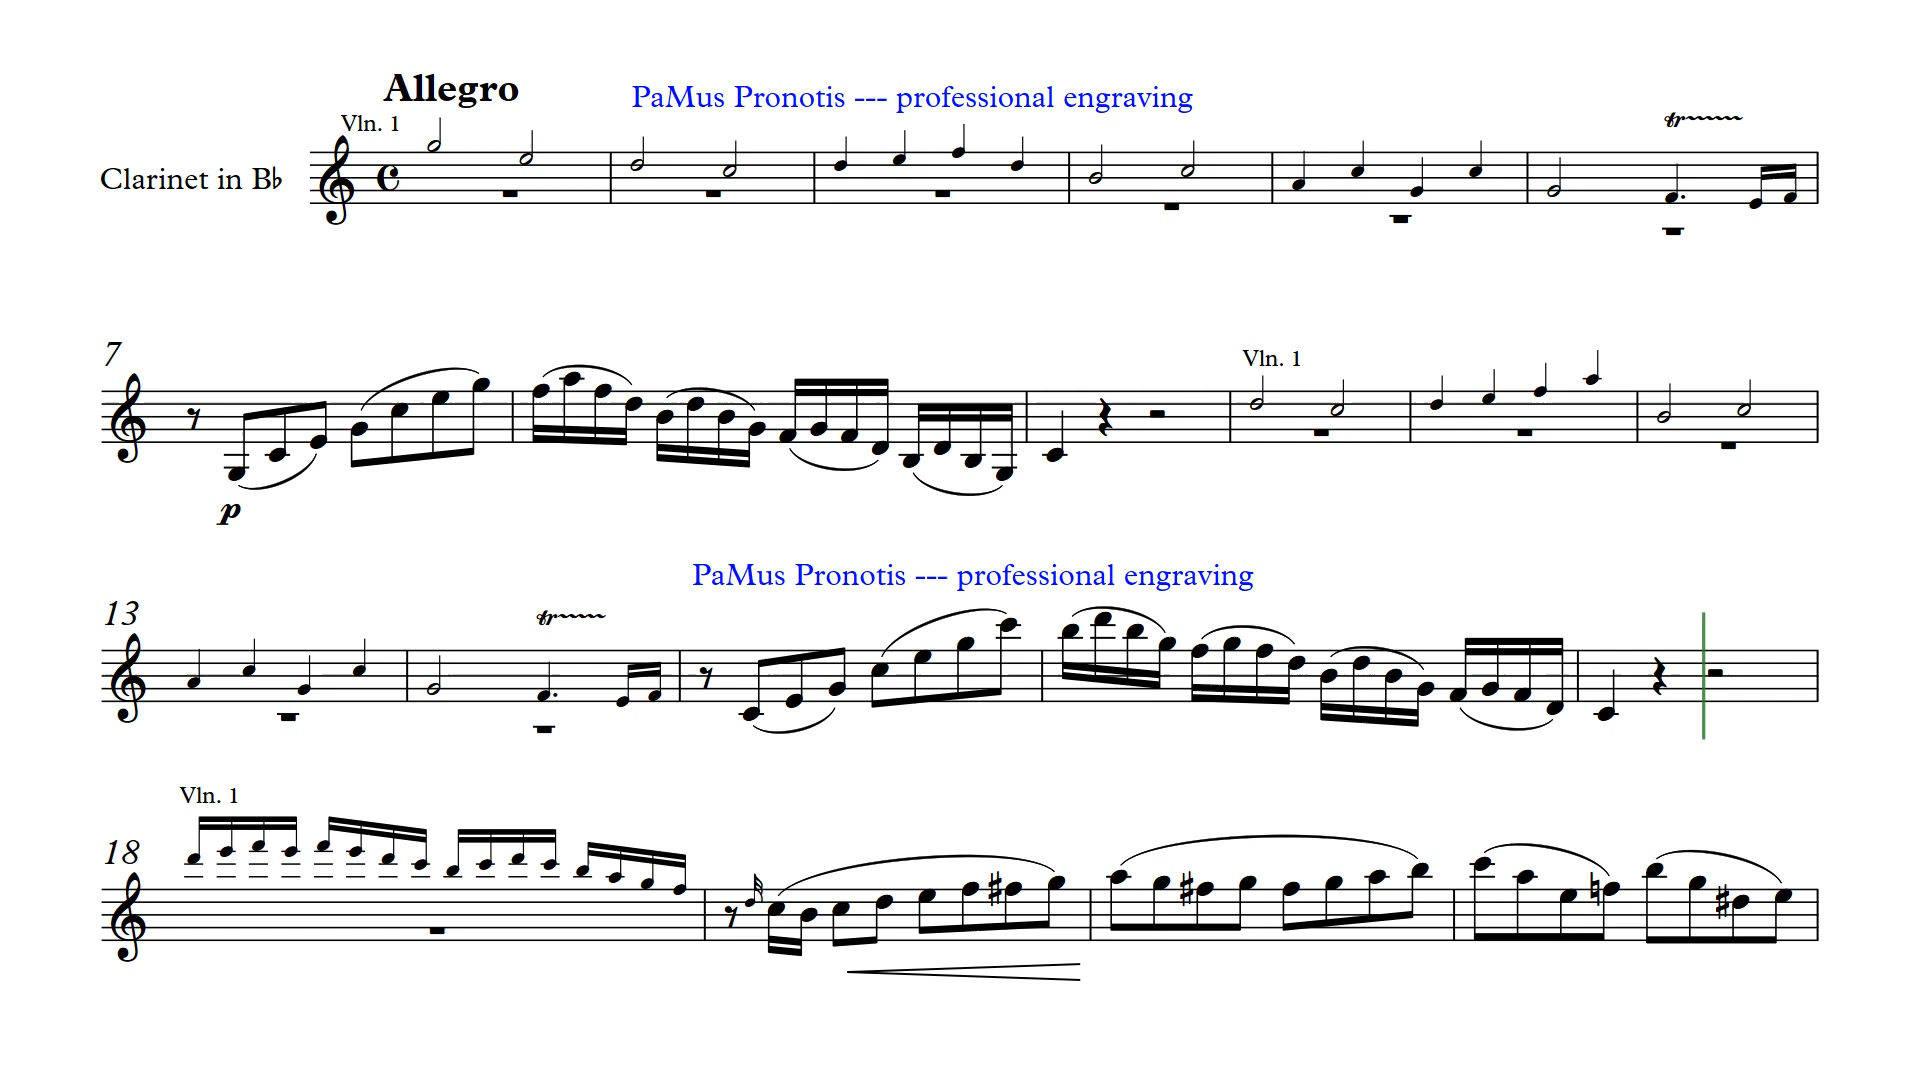 Allegro
PaMus Pronotis --- professional engraving
Vln. 1
Clarinet in B♭
tr
7
Vln. 1
p
PaMus Pronotis --- professional engraving
13
tr
Vln. 1
18